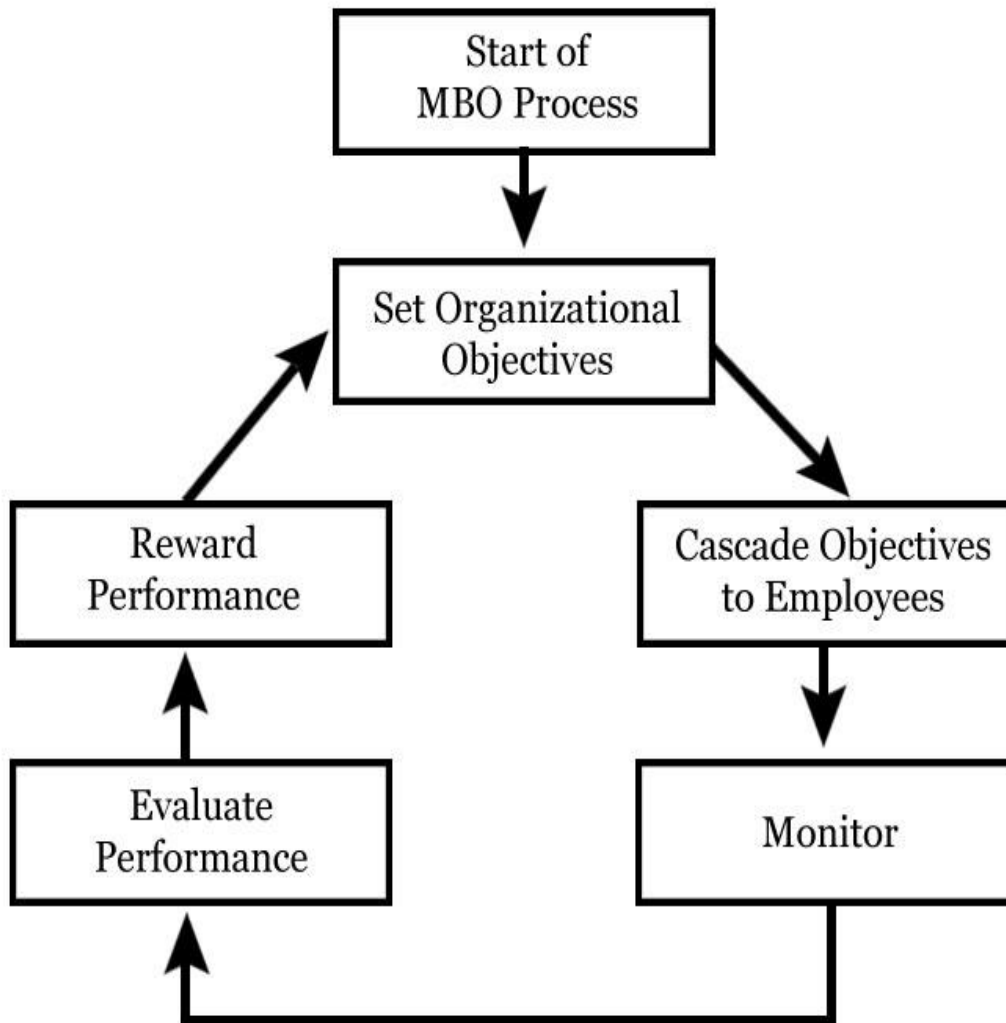 Start of
MBO Process
Set Organizational
Objectives
Cascade Objectives
to Employees
Monitor
Evaluate
Performance
Reward
Performance